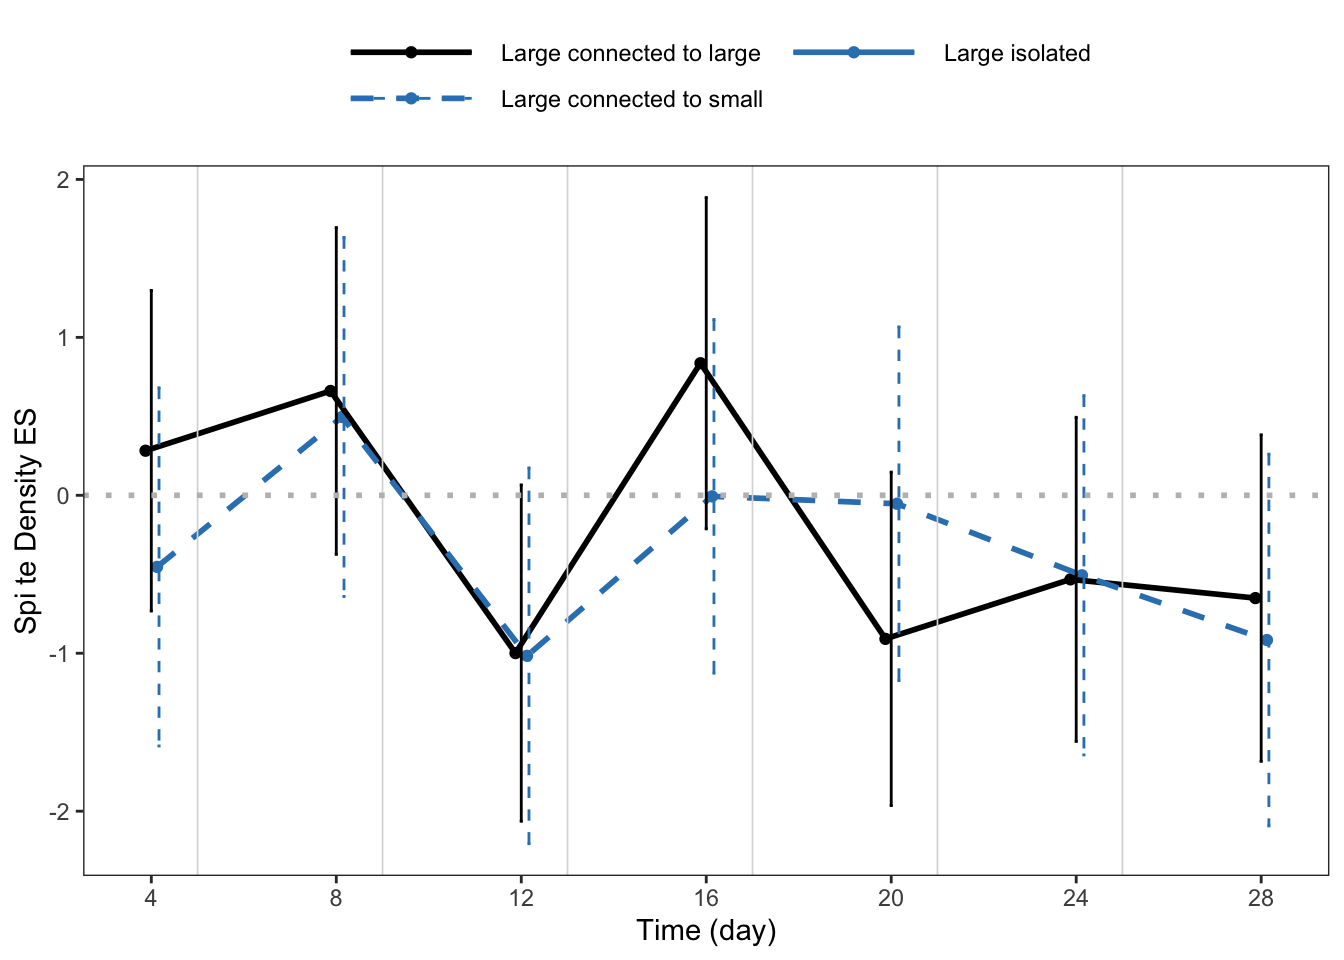 Large connected to large
Large isolated
Large connected to small
Spi te Density ES
2
1
0
-1
-2
4 8 12 16 20 24 28
Time (day)